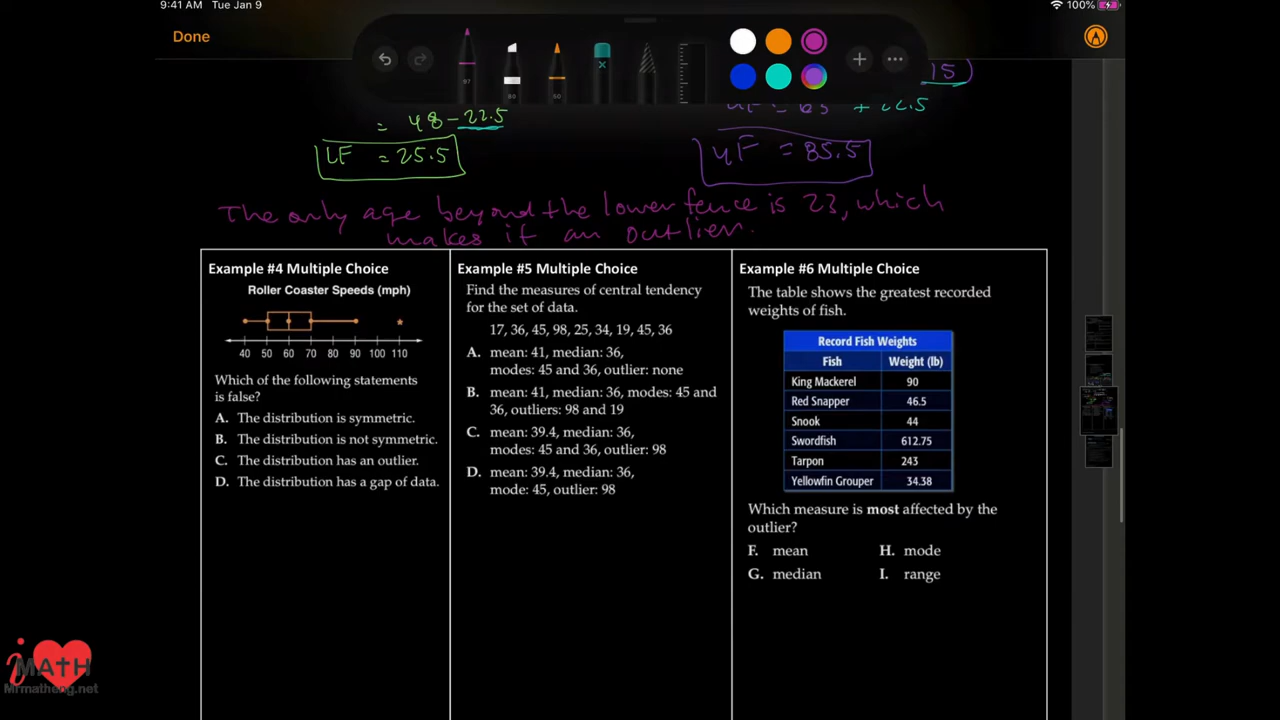 9:41 AM Tue Jan 9
100%
Done
97
80
50
15)
UF = 63 + 22.5
= 48 - 22.5
LF = 25.5
UF = 85.5
The only age beyond the lower fence is 23, which
makes it an outlier.
Example #4 Multiple Choice
Roller Coaster Speeds (mph)
40 50 60 70 80 90 100 110
Which of the following statements
is false?
A. The distribution is symmetric.
B. The distribution is not symmetric.
C. The distribution has an outlier.
D. The distribution has a gap of data.
Example #5 Multiple Choice
Find the measures of central tendency
for the set of data.
17, 36, 45, 98, 25, 34, 19, 45, 36
A. mean: 41, median: 36,
modes: 45 and 36, outlier: none
B. mean: 41, median: 36, modes: 45 and
36, outliers: 98 and 19
C. mean: 39.4, median: 36,
modes: 45 and 36, outlier: 98
D. mean: 39.4, median: 36,
mode: 45, outlier: 98
Example #6 Multiple Choice
The table shows the greatest recorded
weights of fish.
Record Fish Weights
Fish Weight (lb)
King Mackerel 90
Red Snapper 46.5
Snook 44
Swordfish 612.75
Tarpon 243
Yellowfin Grouper 34.38
Which measure is most affected by the
outlier?
F. mean H. mode
G. median I. range
i MATH
Mrmatheng.net